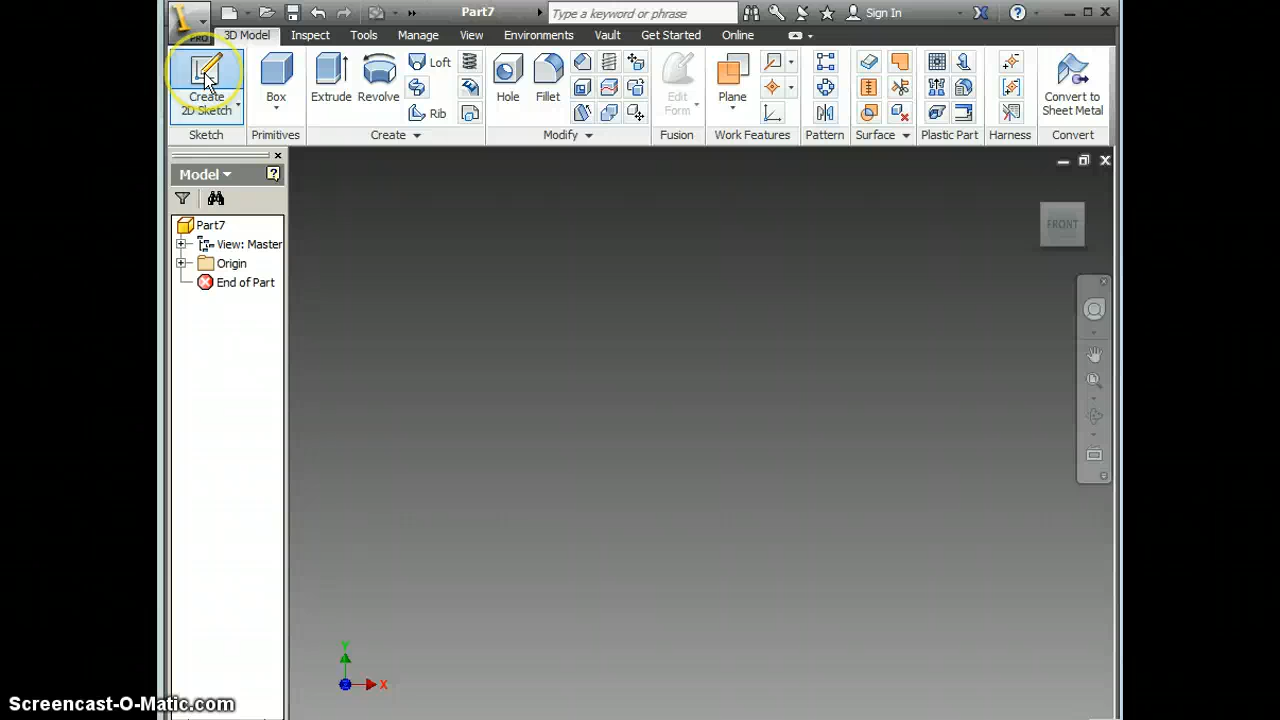 Part7
Type a keyword or phrase
Sign In
PRO
3D Model
Inspect
Tools
Manage
View
Environments
Vault
Get Started
Online
Create
2D Sketch
Box
Extrude
Revolve
Loft
Rib
Hole
Fillet
Edit
Form
Plane
Convert to
Sheet Metal
Sketch
Primitives
Create
Modify
Fusion
Work Features
Pattern
Surface
Plastic Part
Harness
Convert
Model
Part7
View: Master
Origin
End of Part
FRONT
Y
X
Screencast-O-Matic.com